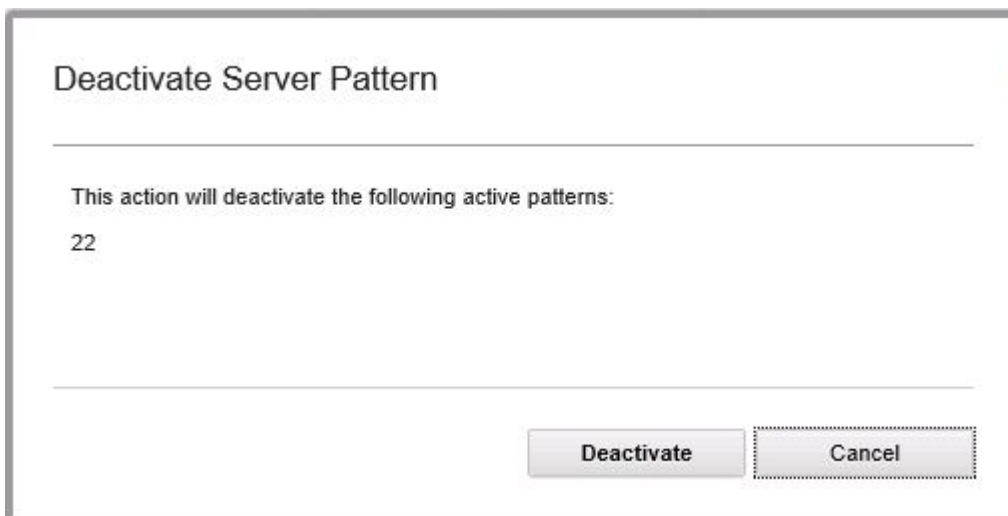 Deactivate Server Pattern
This action will deactivate the following active patterns:
22
Deactivate
Cancel